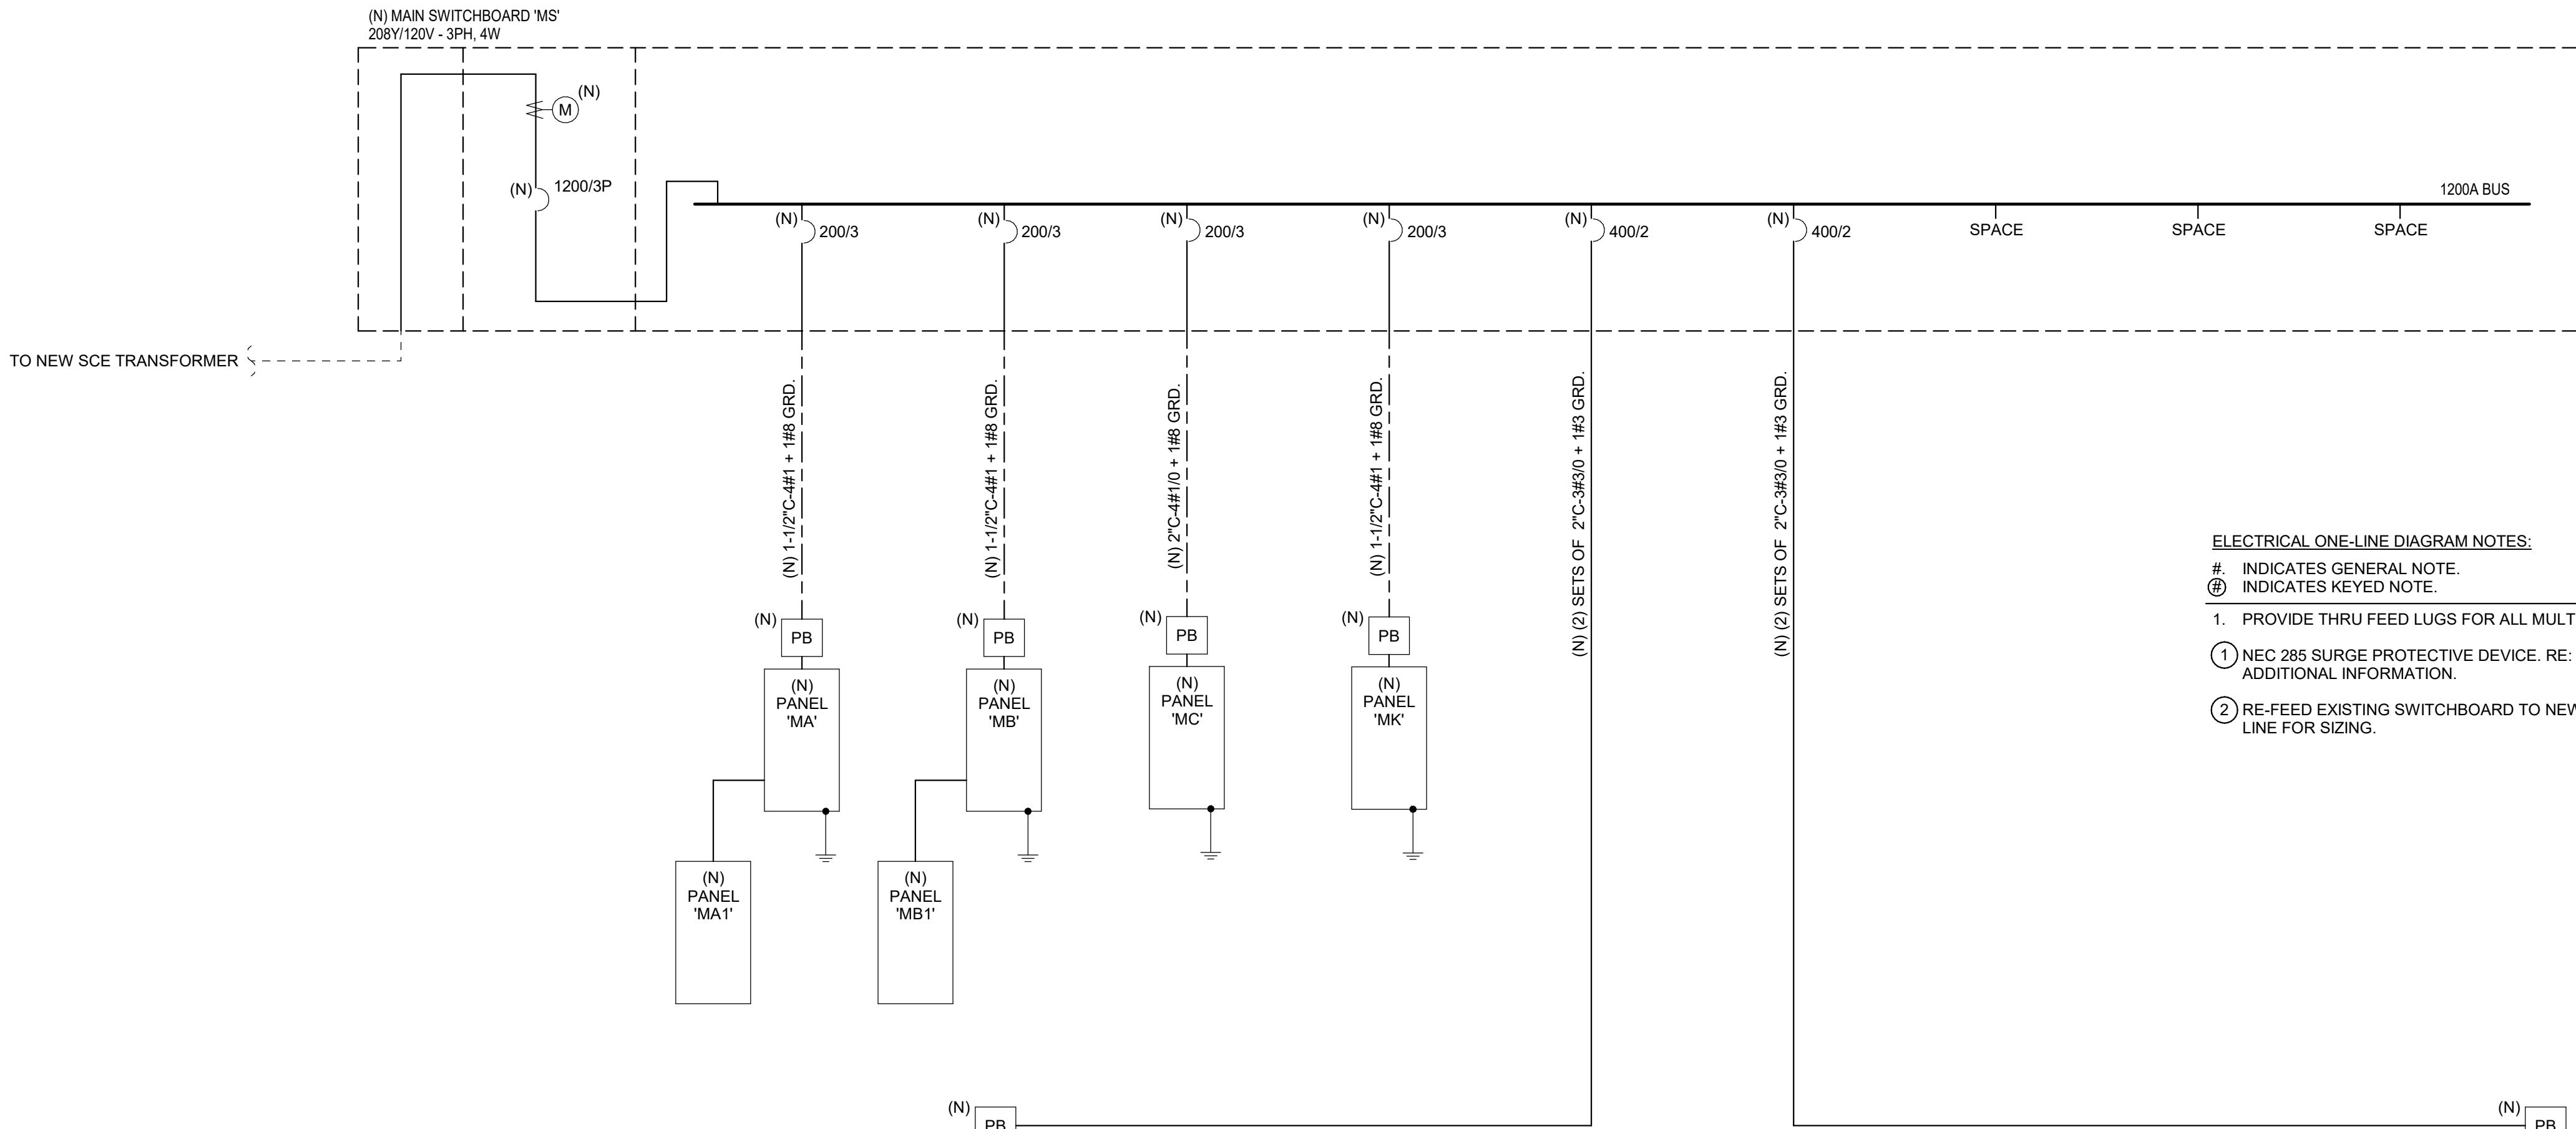 (N) MAIN SWITCHBOARD 'MS'
208Y/120V - 3PH, 4W
(N)
M
(N)
1200/3P
1200A BUS
(N)
200/3
(N)
200/3
(N)
200/3
(N)
200/3
(N)
400/2
(N)
400/2
SPACE
SPACE
SPACE
TO NEW SCE TRANSFORMER
(N) 1-1/2"C-4#1 + 1#8 GRD.
(N) 1-1/2"C-4#1 + 1#8 GRD.
(N) 2"C-4#1/0 + 1#8 GRD.
(N) 1-1/2"C-4#1 + 1#8 GRD.
(N) (2) SETS OF 2"C-3#3/0 + 1#3 GRD.
(N) (2) SETS OF 2"C-3#3/0 + 1#3 GRD.
ELECTRICAL ONE-LINE DIAGRAM NOTES:
#. INDICATES GENERAL NOTE.
# INDICATES KEYED NOTE.
1. PROVIDE THRU FEED LUGS FOR ALL MULT
1 NEC 285 SURGE PROTECTIVE DEVICE. RE:
ADDITIONAL INFORMATION.
2 RE-FEED EXISTING SWITCHBOARD TO NEW
LINE FOR SIZING.
(N)
PB
(N)
PB
(N)
PB
(N)
PB
(N)
PANEL
'MA'
(N)
PANEL
'MB'
(N)
PANEL
'MC'
(N)
PANEL
'MK'
(N)
PANEL
'MA1'
(N)
PANEL
'MB1'
(N)
PB
(N)
PB